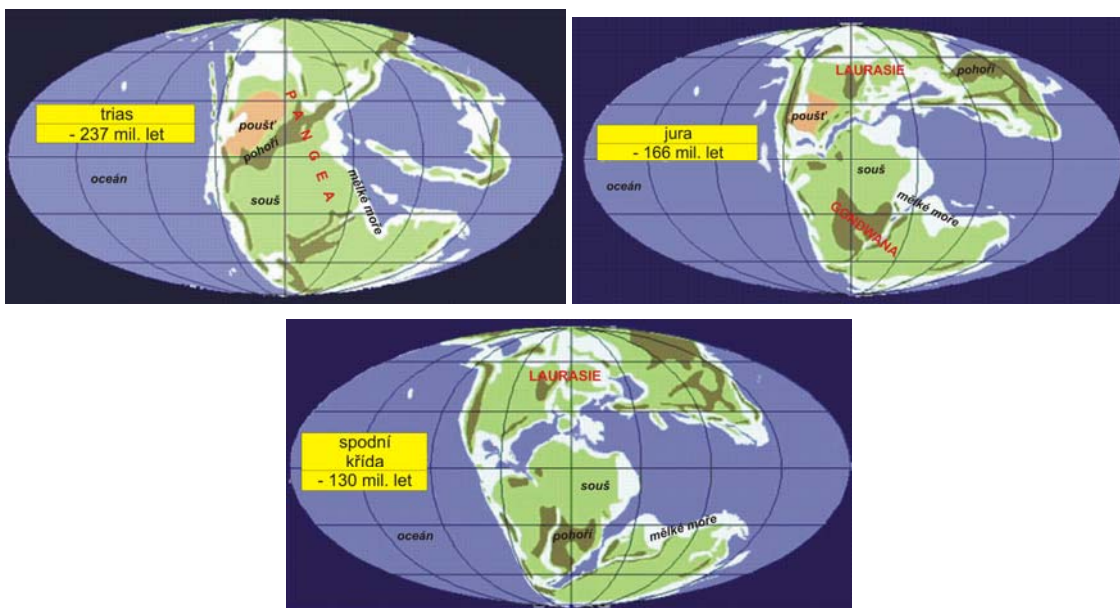 trias
- 237 mil. let
PANGEA
poušť
pohoří
oceán
souš
mělké moře
LAURASIE
pohoří
poušť
jura
- 166 mil. let
souš
oceán
mělké moře
GONDWANA
LAURASIE
spodní
křída
- 130 mil. let
souš
oceán
pohoří
mělké moře